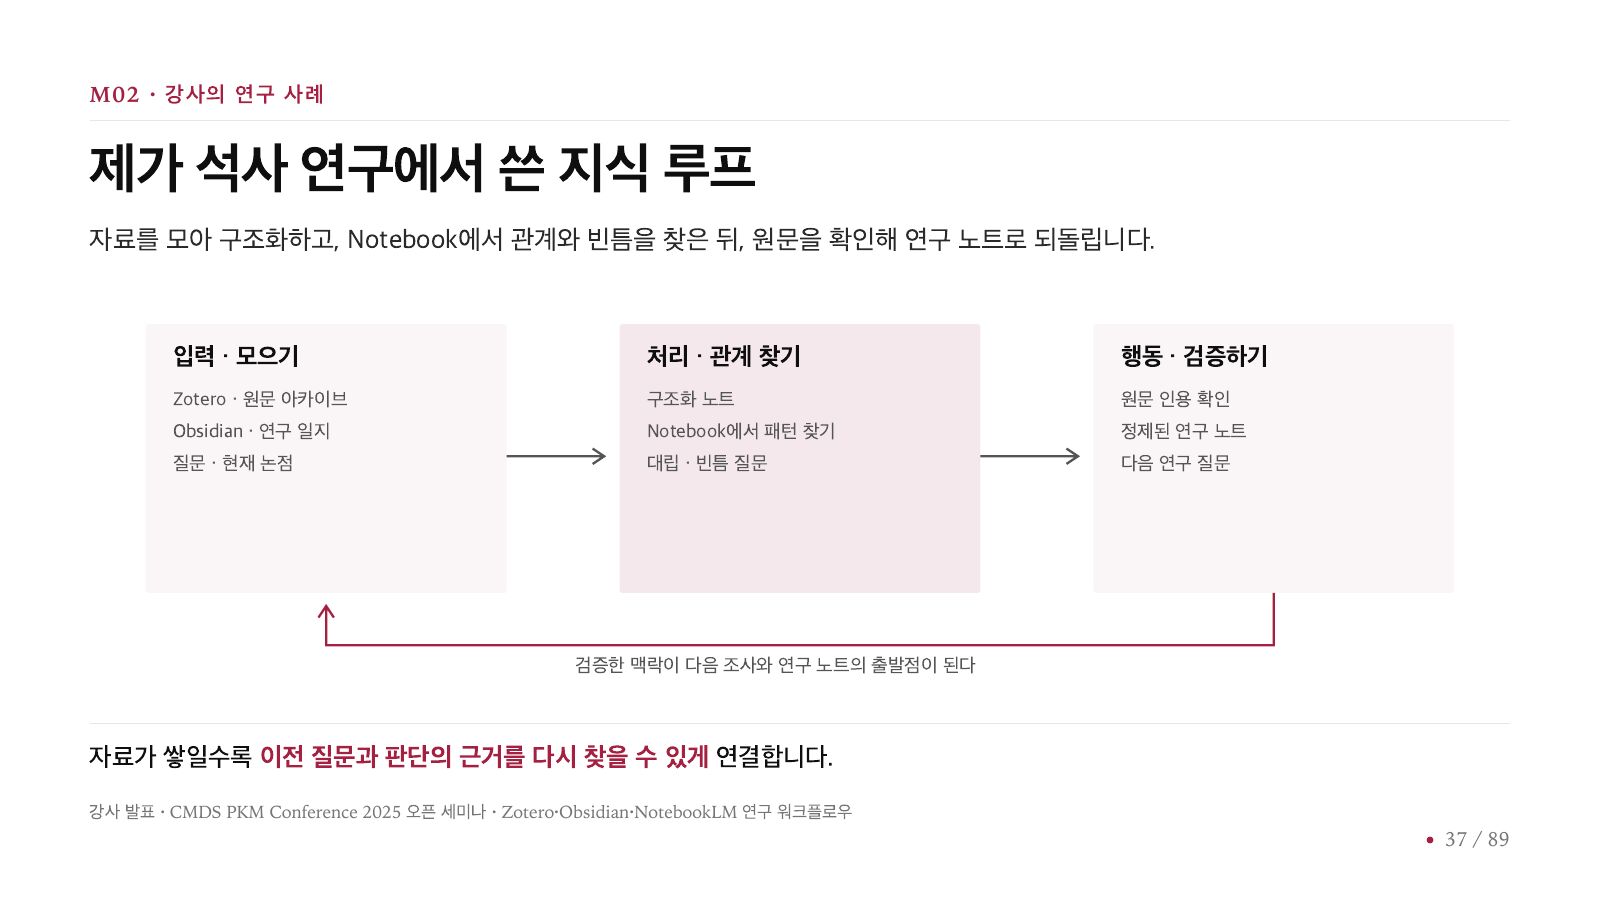 M02 · 강사의 연구 사례
제가 석사 연구에서 쓴 지식 루프
자료를 모아 구조화하고, Notebook에서 관계와 빈틈을 찾은 뒤, 원문을 확인해 연구 노트로 되돌립니다.
입력 · 모으기
Zotero · 원문 아카이브
Obsidian · 연구 일지
질문 · 현재 논점
처리 · 관계 찾기
구조화 노트
Notebook에서 패턴 찾기
대립 · 빈틈 질문
행동 · 검증하기
원문 인용 확인
정제된 연구 노트
다음 연구 질문
검증한 맥락이 다음 조사와 연구 노트의 출발점이 된다
자료가 쌓일수록 이전 질문과 판단의 근거를 다시 찾을 수 있게 연결합니다.
강사 발표 · CMDS PKM Conference 2025 오픈 세미나 · Zotero·Obsidian·NotebookLM 연구 워크플로우
• 37 / 89